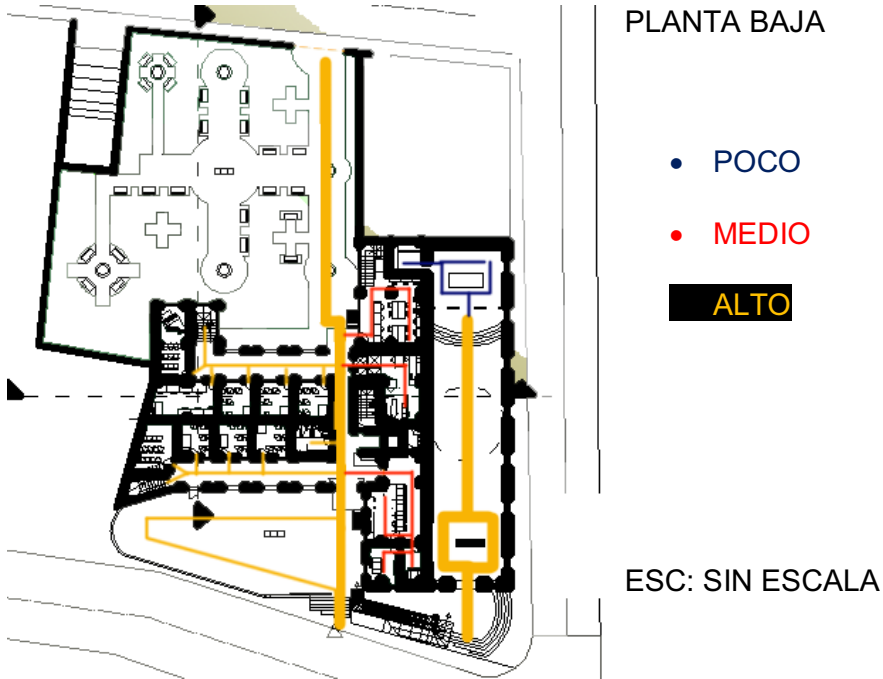 PLANTA BAJA
• POCO
• MEDIO
ALTO
ESC: SIN ESCALA